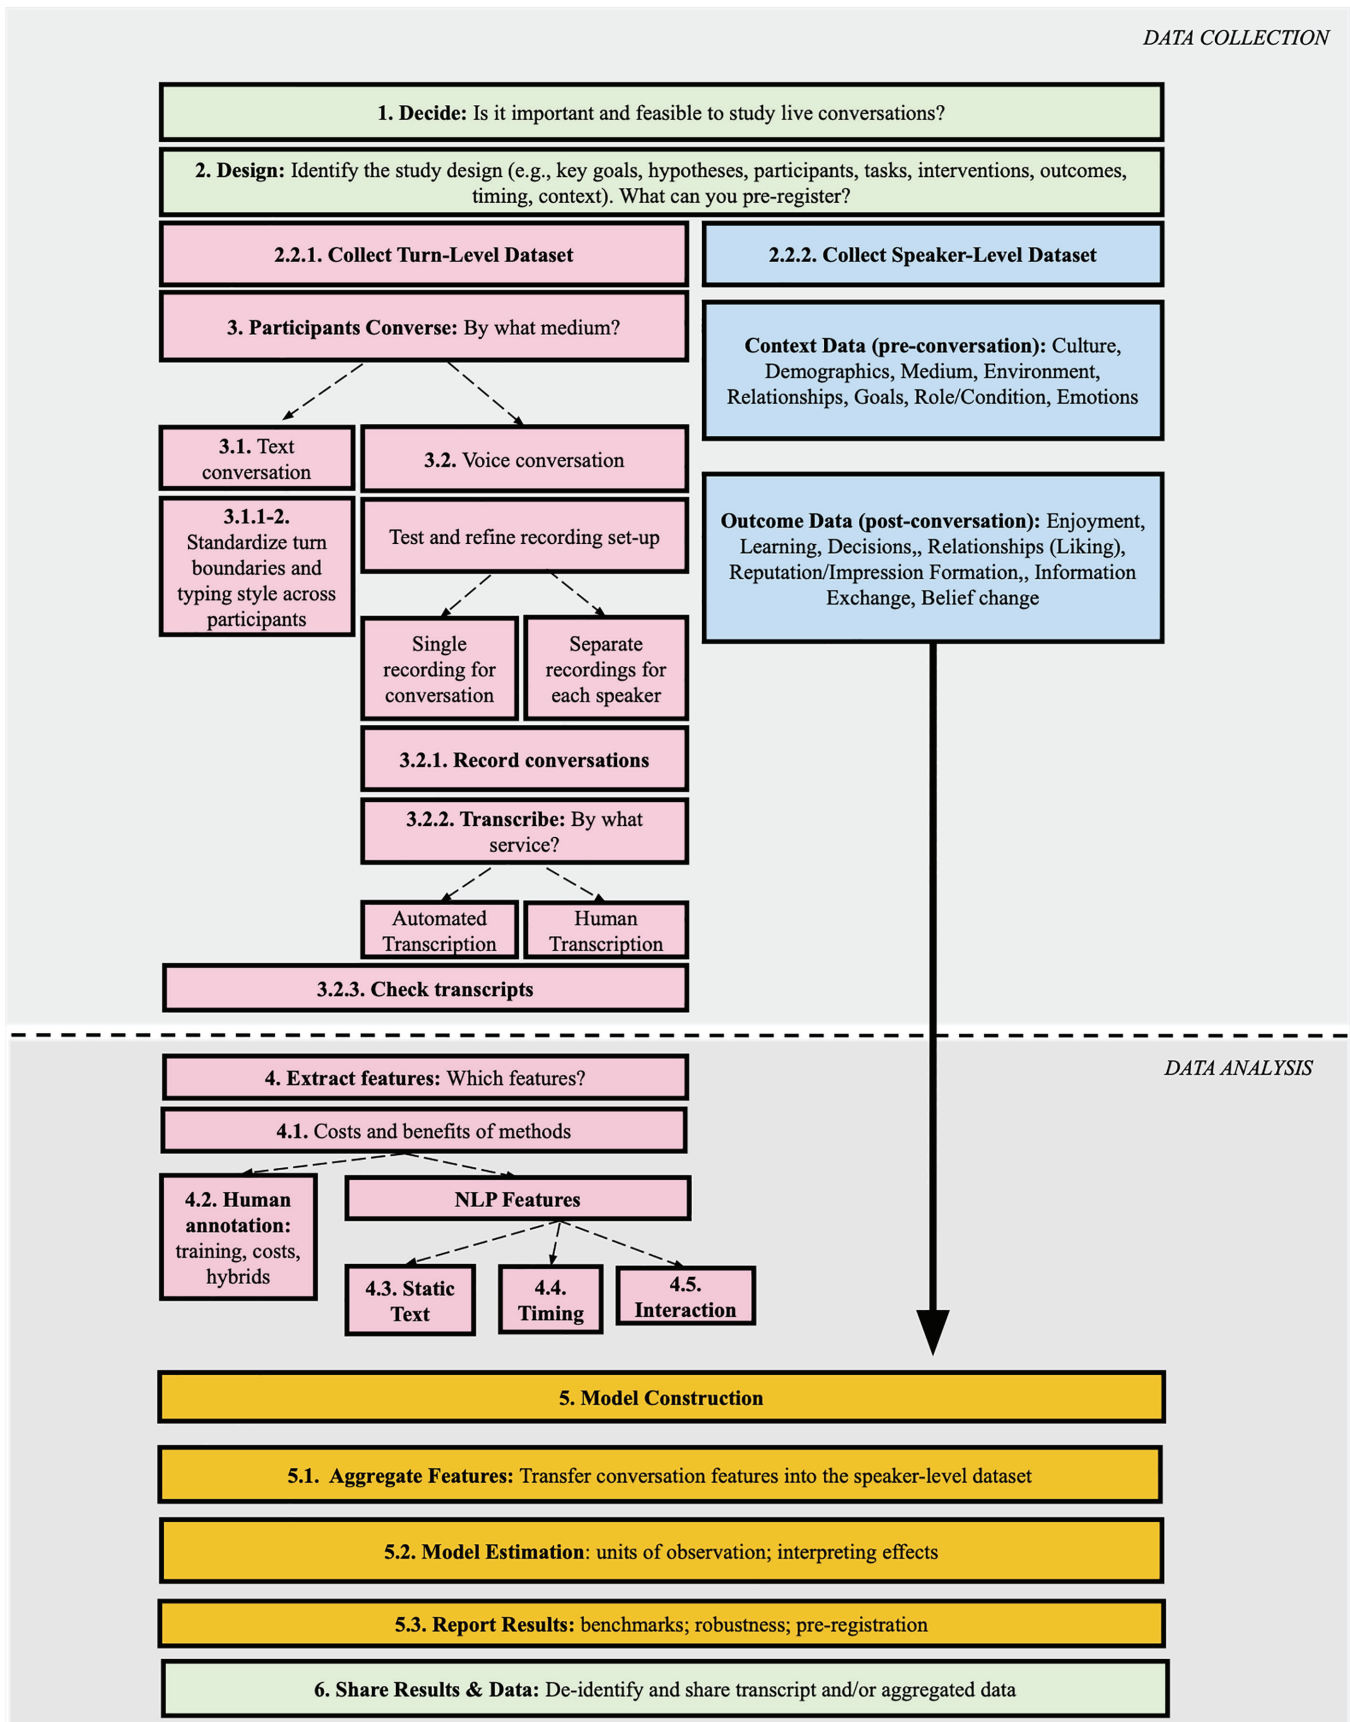 DATA COLLECTION
1. Decide: Is it important and feasible to study live conversations?
2. Design: Identify the study design (e.g., key goals, hypotheses, participants, tasks, interventions, outcomes,
timing, context). What can you pre-register?
2.2.1. Collect Turn-Level Dataset
3. Participants Converse: By what medium?
3.1. Text
conversation
3.1.1-2.
Standardize turn
boundaries and
typing style across
participants
3.2. Voice conversation
Test and refine recording set-up
Single
recording for
conversation
Separate
recordings for
each speaker
3.2.1. Record conversations
3.2.2. Transcribe: By what
service?
Automated
Transcription
Human
Transcription
3.2.3. Check transcripts
2.2.2. Collect Speaker-Level Dataset
Context Data (pre-conversation): Culture,
Demographics, Medium, Environment,
Relationships, Goals, Role/Condition, Emotions
Outcome Data (post-conversation): Enjoyment,
Learning, Decisions,, Relationships (Liking),
Reputation/Impression Formation,, Information
Exchange, Belief change
DATA ANALYSIS
4. Extract features: Which features?
4.1. Costs and benefits of methods
4.2. Human
annotation:
training, costs,
hybrids
NLP Features
4.3. Static
Text
4.4.
Timing
4.5.
Interaction
5. Model Construction
5.1.  Aggregate Features: Transfer conversation features into the speaker-level dataset
5.2. Model Estimation: units of observation; interpreting effects
5.3. Report Results: benchmarks; robustness; pre-registration
6. Share Results & Data: De-identify and share transcript and/or aggregated data